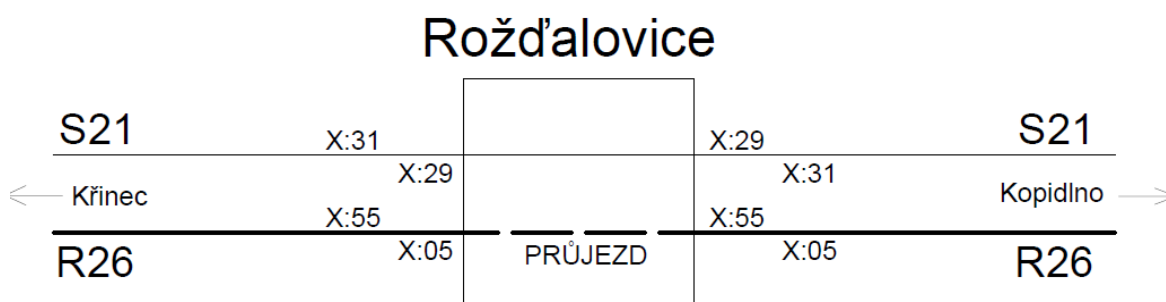 Rožďalovice
S21 X:31 X:29 S21
X:29 X:31
Křinec Kopidlno
X:55 X:55
R26 X:05 PRŮJEZD X:05 R26